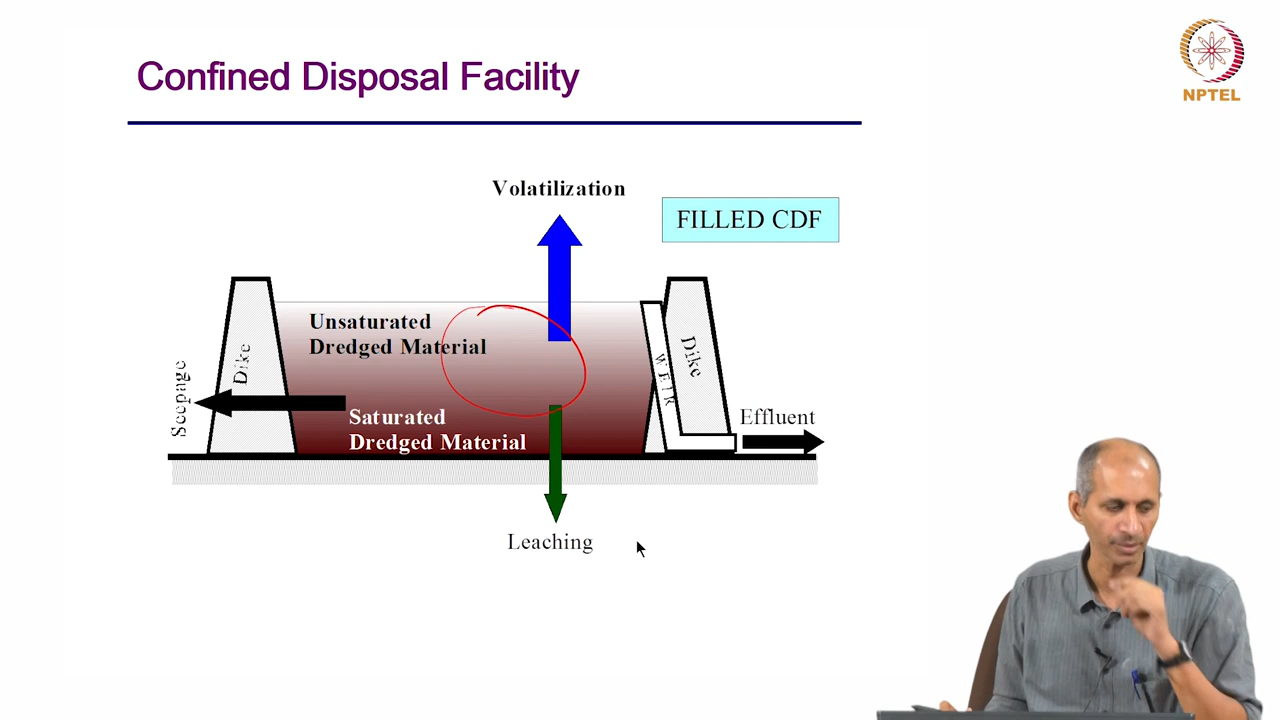 Confined Disposal Facility
NPTEL
Volatilization
FILLED CDF
Unsaturated
Dredged Material
Dike
Dike
WEIR
Seepage
Saturated
Dredged Material
Effluent
Leaching